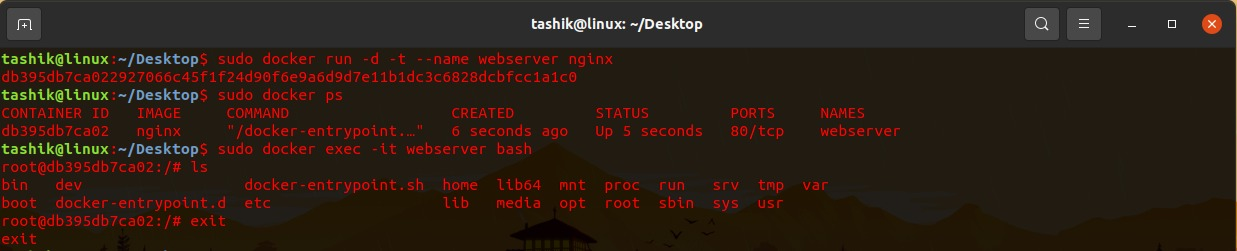 tashik@linux: ~/Desktop
tashik@linux:~/Desktop$ sudo docker run -d -t --name webserver nginx
db395db7ca022927066c45f1f24d90f6e9a6d9d7e11b1dc3c6828dcbfcc1a1c0
tashik@linux:~/Desktop$ sudo docker ps
CONTAINER ID   IMAGE     COMMAND                  CREATED         STATUS         PORTS     NAMES
db395db7ca02   nginx     "/docker-entrypoint.…"   6 seconds ago   Up 5 seconds   80/tcp    webserver
tashik@linux:~/Desktop$ sudo docker exec -it webserver bash
root@db395db7ca02:/# ls
bin   dev                  docker-entrypoint.sh  home  lib64  mnt  proc  run   srv  tmp  var
boot  docker-entrypoint.d  etc                   lib   media  opt  root  sbin  sys  usr
root@db395db7ca02:/# exit
exit